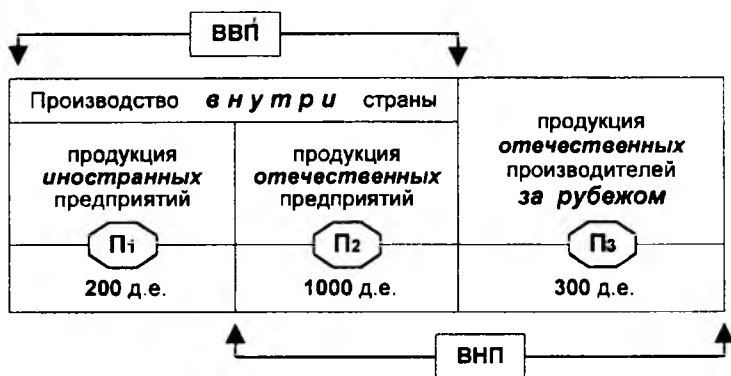 ВВП
Производство внутри страны
продукция
иностранных
предприятий
П1
200 д.е.
продукция
отечественных
предприятий
П2
1000 д.е.
продукция
отечественных
производителей
за рубежом
П3
300 д.е.
ВНП